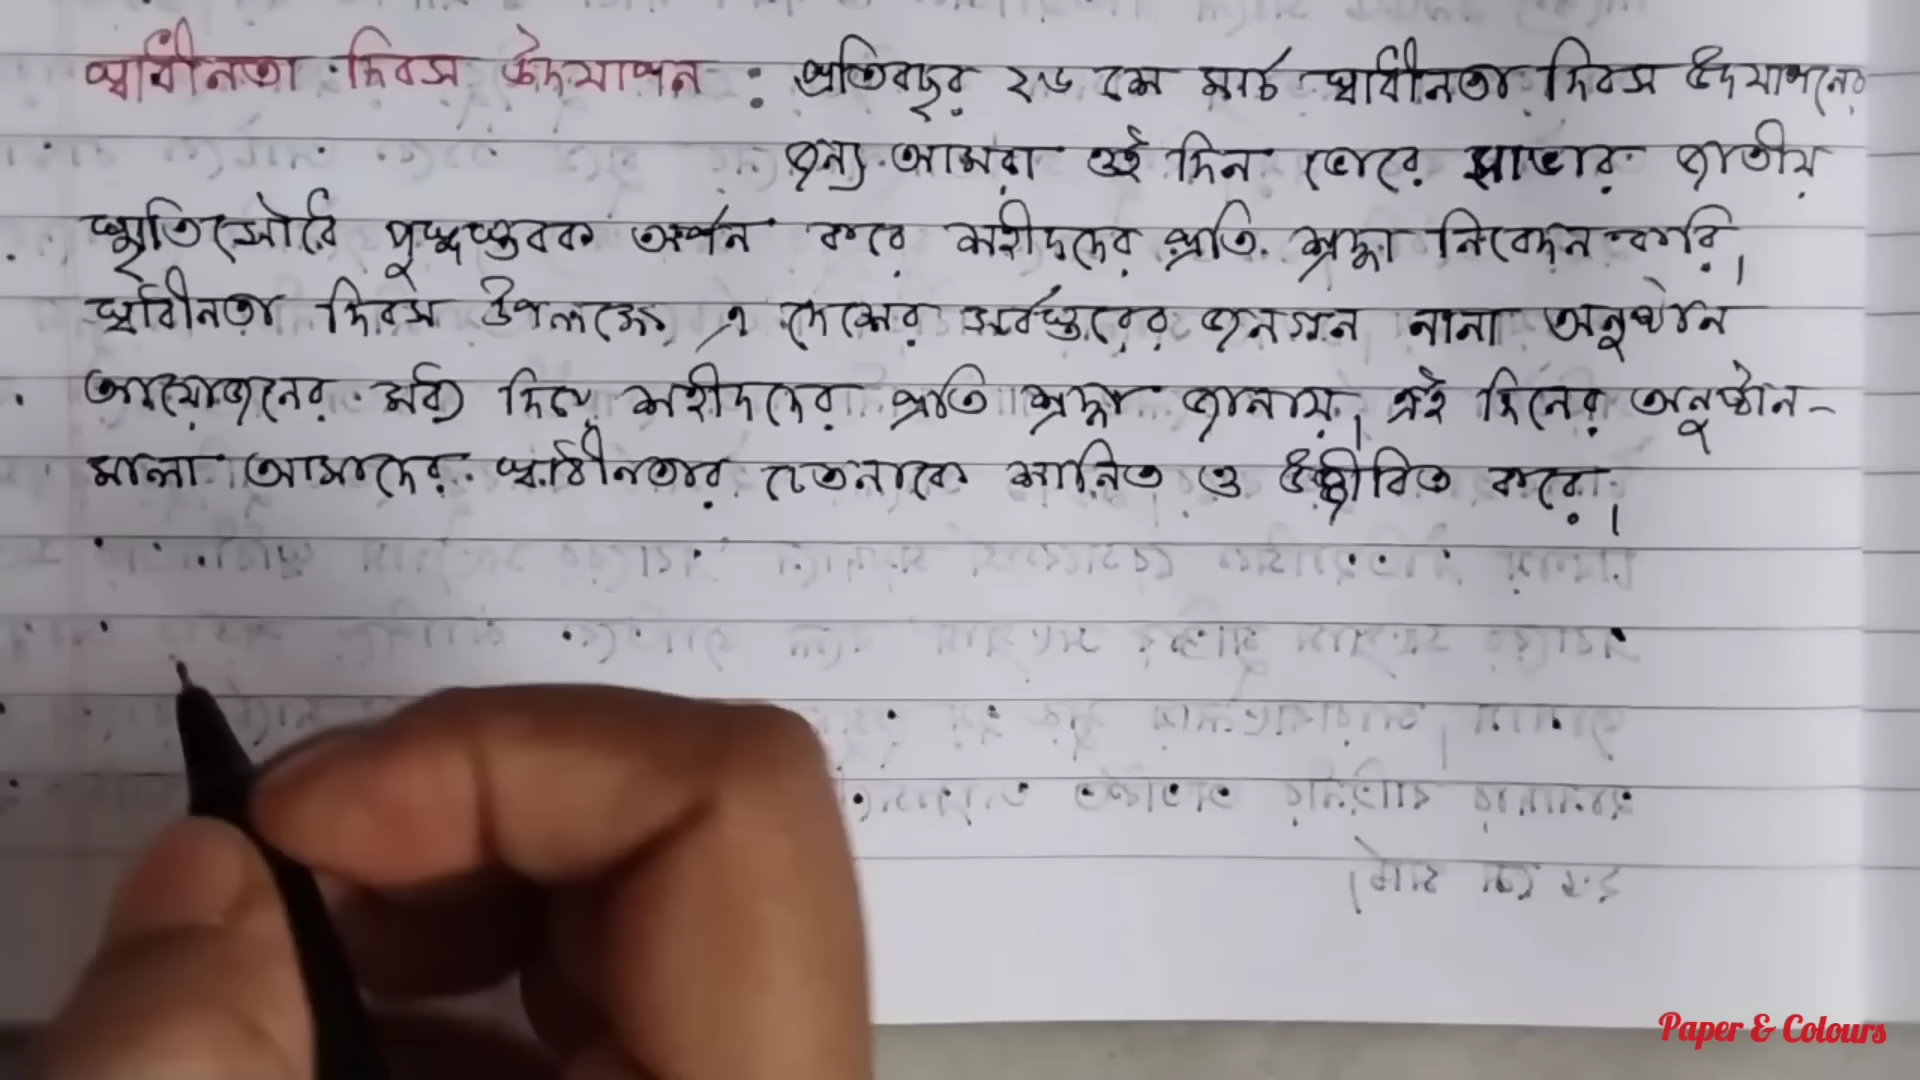 স্বাধীনতা দিবস উদযাপন : প্রতিবছর ২৬ শে মার্চ স্বাধীনতা দিবস উদযাপনের
জন্য আমরা ওই দিন ভোরে সাভার জাতীয়
স্মৃতিসৌধে পুষ্পস্তবক অর্পন করে শহীদদের প্রতি শ্রদ্ধা নিবেদন করি।
স্বাধীনতা দিবস উপলক্ষে এ দেশের সর্বস্তরের জনগন নানা অনুষ্ঠান
আয়োজনের মধ্য দিয়ে শহীদদের প্রতি শ্রদ্ধা জানায়। এই দিনের অনুষ্ঠান-
মালা আমাদের স্বাধীনতার চেতনাকে শানিত ও উজ্জীবিত করে।
Paper & Colours